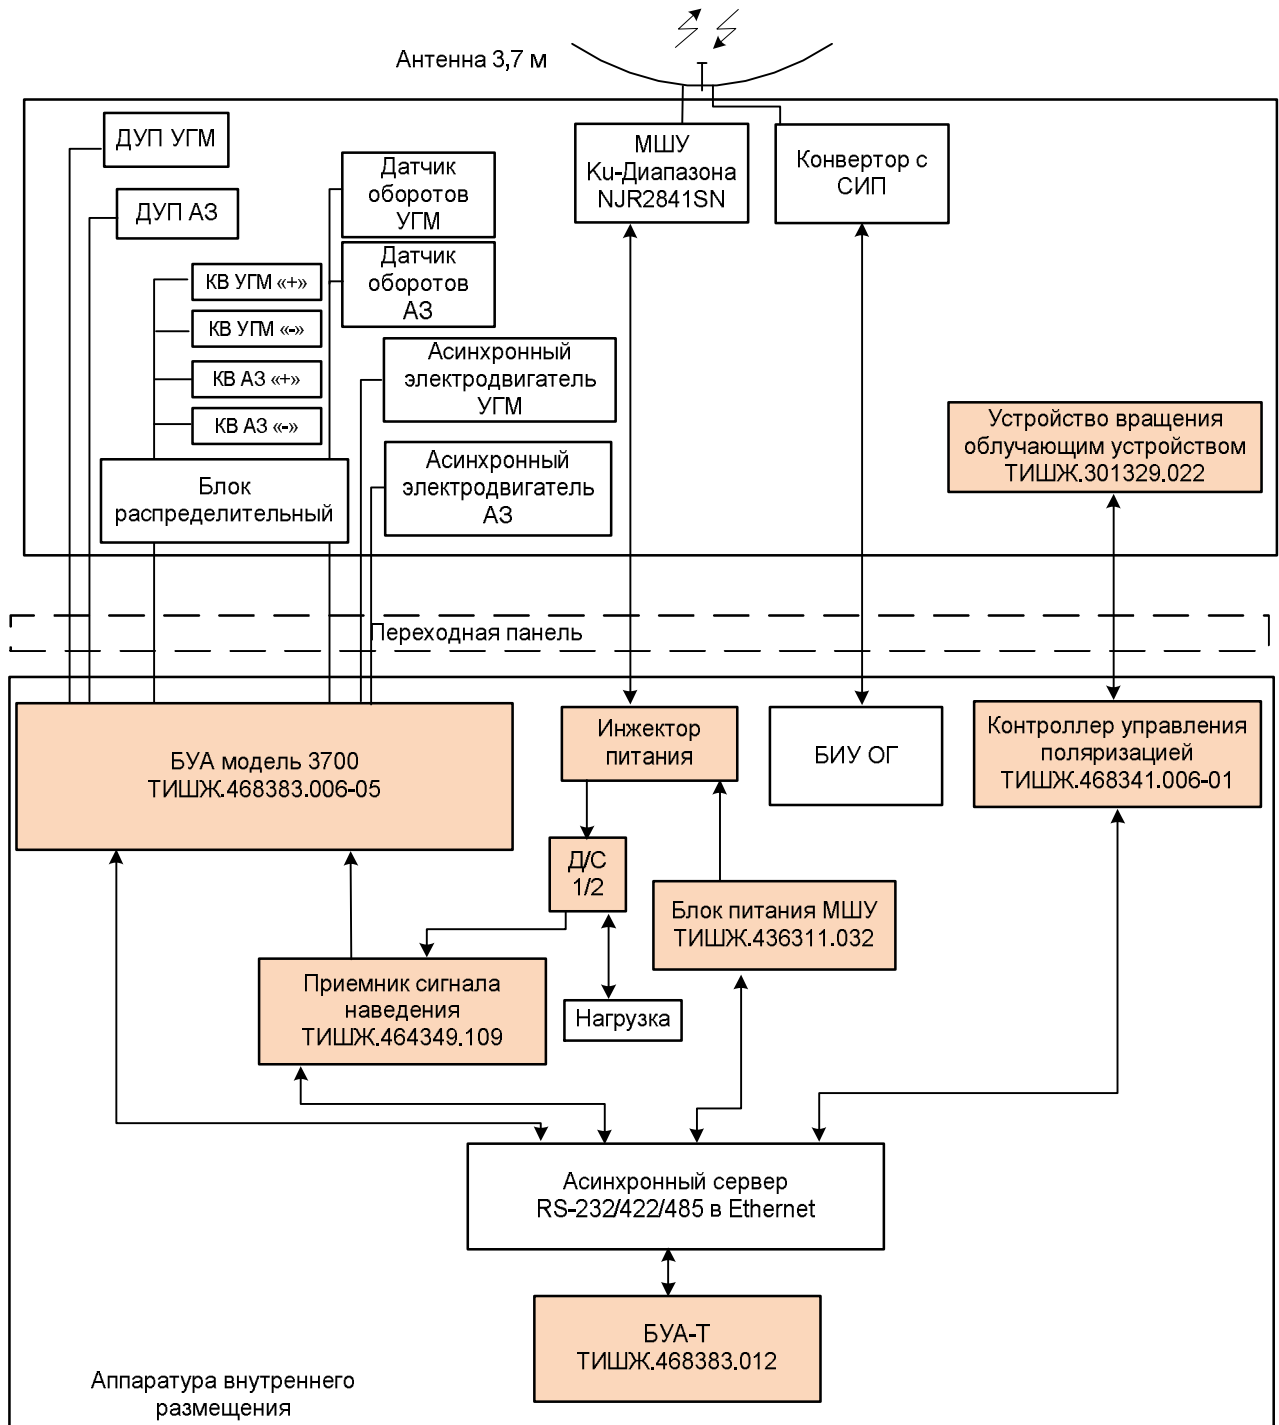 Антенна 3,7 м
ДУП УГМ
ДУП АЗ
КВ УГМ «+»
КВ УГМ «-»
КВ АЗ «+»
КВ АЗ «-»
Блок
распределительный
Датчик
оборотов
УГМ
Датчик
оборотов
АЗ
Асинхронный
электродвигатель
УГМ
Асинхронный
электродвигатель
АЗ
МШУ
Ku-Диапазона
NJR2841SN
Конвертор с
СИП
Устройство вращения
облучающим устройством
ТИШЖ.301329.022
Переходная панель
БУА модель 3700
ТИШЖ.468383.006-05
Инжектор
питания
БИУ ОГ
Контроллер управления
поляризацией
ТИШЖ.468341.006-01
Д/С
1/2
Блок питания МШУ
ТИШЖ.436311.032
Приемник сигнала
наведения
ТИШЖ.464349.109
Нагрузка
Асинхронный сервер
RS-232/422/485 в Ethernet
БУА-Т
ТИШЖ.468383.012
Аппаратура внутреннего
размещения